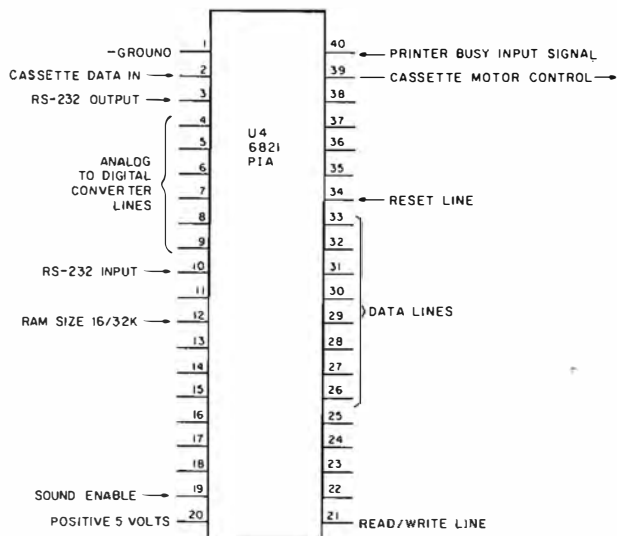 -GROUND
CASSETTE DATA IN
RS-232 OUTPUT
ANALOG
TO DIGITAL
CONVERTER
LINES
RS-232 INPUT
RAM SIZE 16/32K
SOUND ENABLE
POSITIVE 5 VOLTS
1
2
3
4
5
6
7
8
9
10
11
12
13
14
15
16
17
18
19
20
U4
6821
PIA
40
39
38
37
36
35
34
33
32
31
30
29
28
27
26
25
24
23
22
21
PRINTER BUSY INPUT SIGNAL
CASSETTE MOTOR CONTROL
RESET LINE
DATA LINES
READ/WRITE LINE